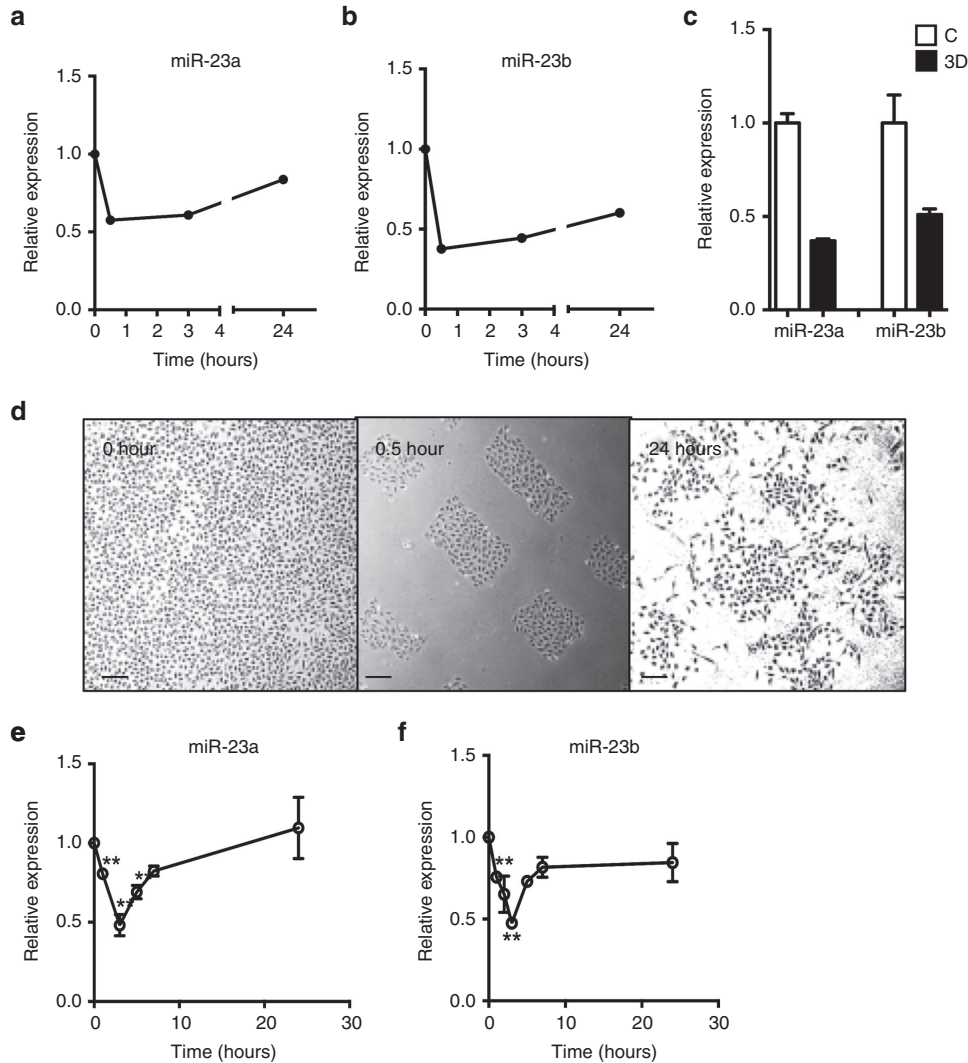 a
miR-23a
Relative expression
1.5
1.0
0.5
0.0
0 1 2 3 4 24
Time (hours)
b
miR-23b
Relative expression
1.5
1.0
0.5
0.0
0 1 2 3 4 24
Time (hours)
c
C
3D
Relative expression
1.5
1.0
0.5
0.0
miR-23a miR-23b
d
0 hour
0.5 hour
24 hours
e
miR-23a
Relative expression
1.5
1.0
0.5
0.0
**
**
**
0 10 20 30
Time (hours)
f
miR-23b
Relative expression
1.5
1.0
0.5
0.0
**
**
0 10 20 30
Time (hours)